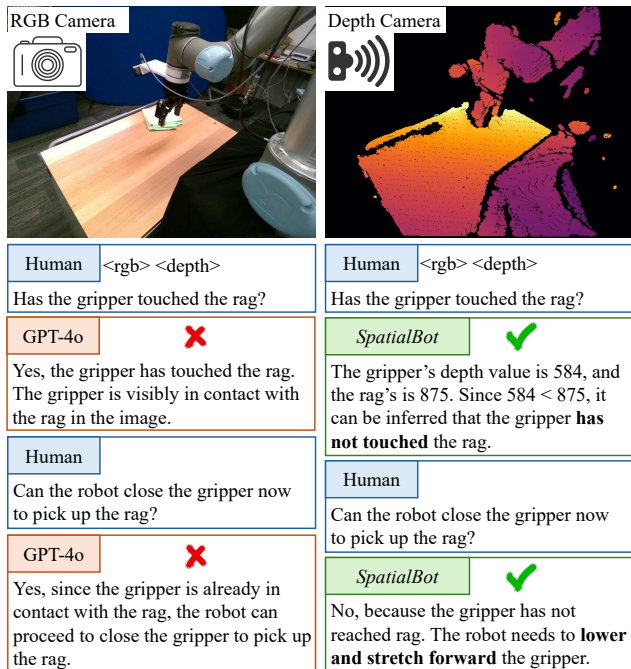 RGB Camera
Human <rgb> <depth>
Has the gripper touched the rag?
GPT-4o
Yes, the gripper has touched the rag.
The gripper is visibly in contact with
the rag in the image.
Human
Can the robot close the gripper now
to pick up the rag?
GPT-4o
Yes, since the gripper is already in
contact with the rag, the robot can
proceed to close the gripper to pick up
the rag.
Depth Camera
Human <rgb> <depth>
Has the gripper touched the rag?
SpatialBot
The gripper’s depth value is 584, and
the rag’s is 875. Since 584 < 875, it
can be inferred that the gripper has
not touched the rag.
Human
Can the robot close the gripper now
to pick up the rag?
SpatialBot
No, because the gripper has not
reached rag. The robot needs to lower
and stretch forward the gripper.